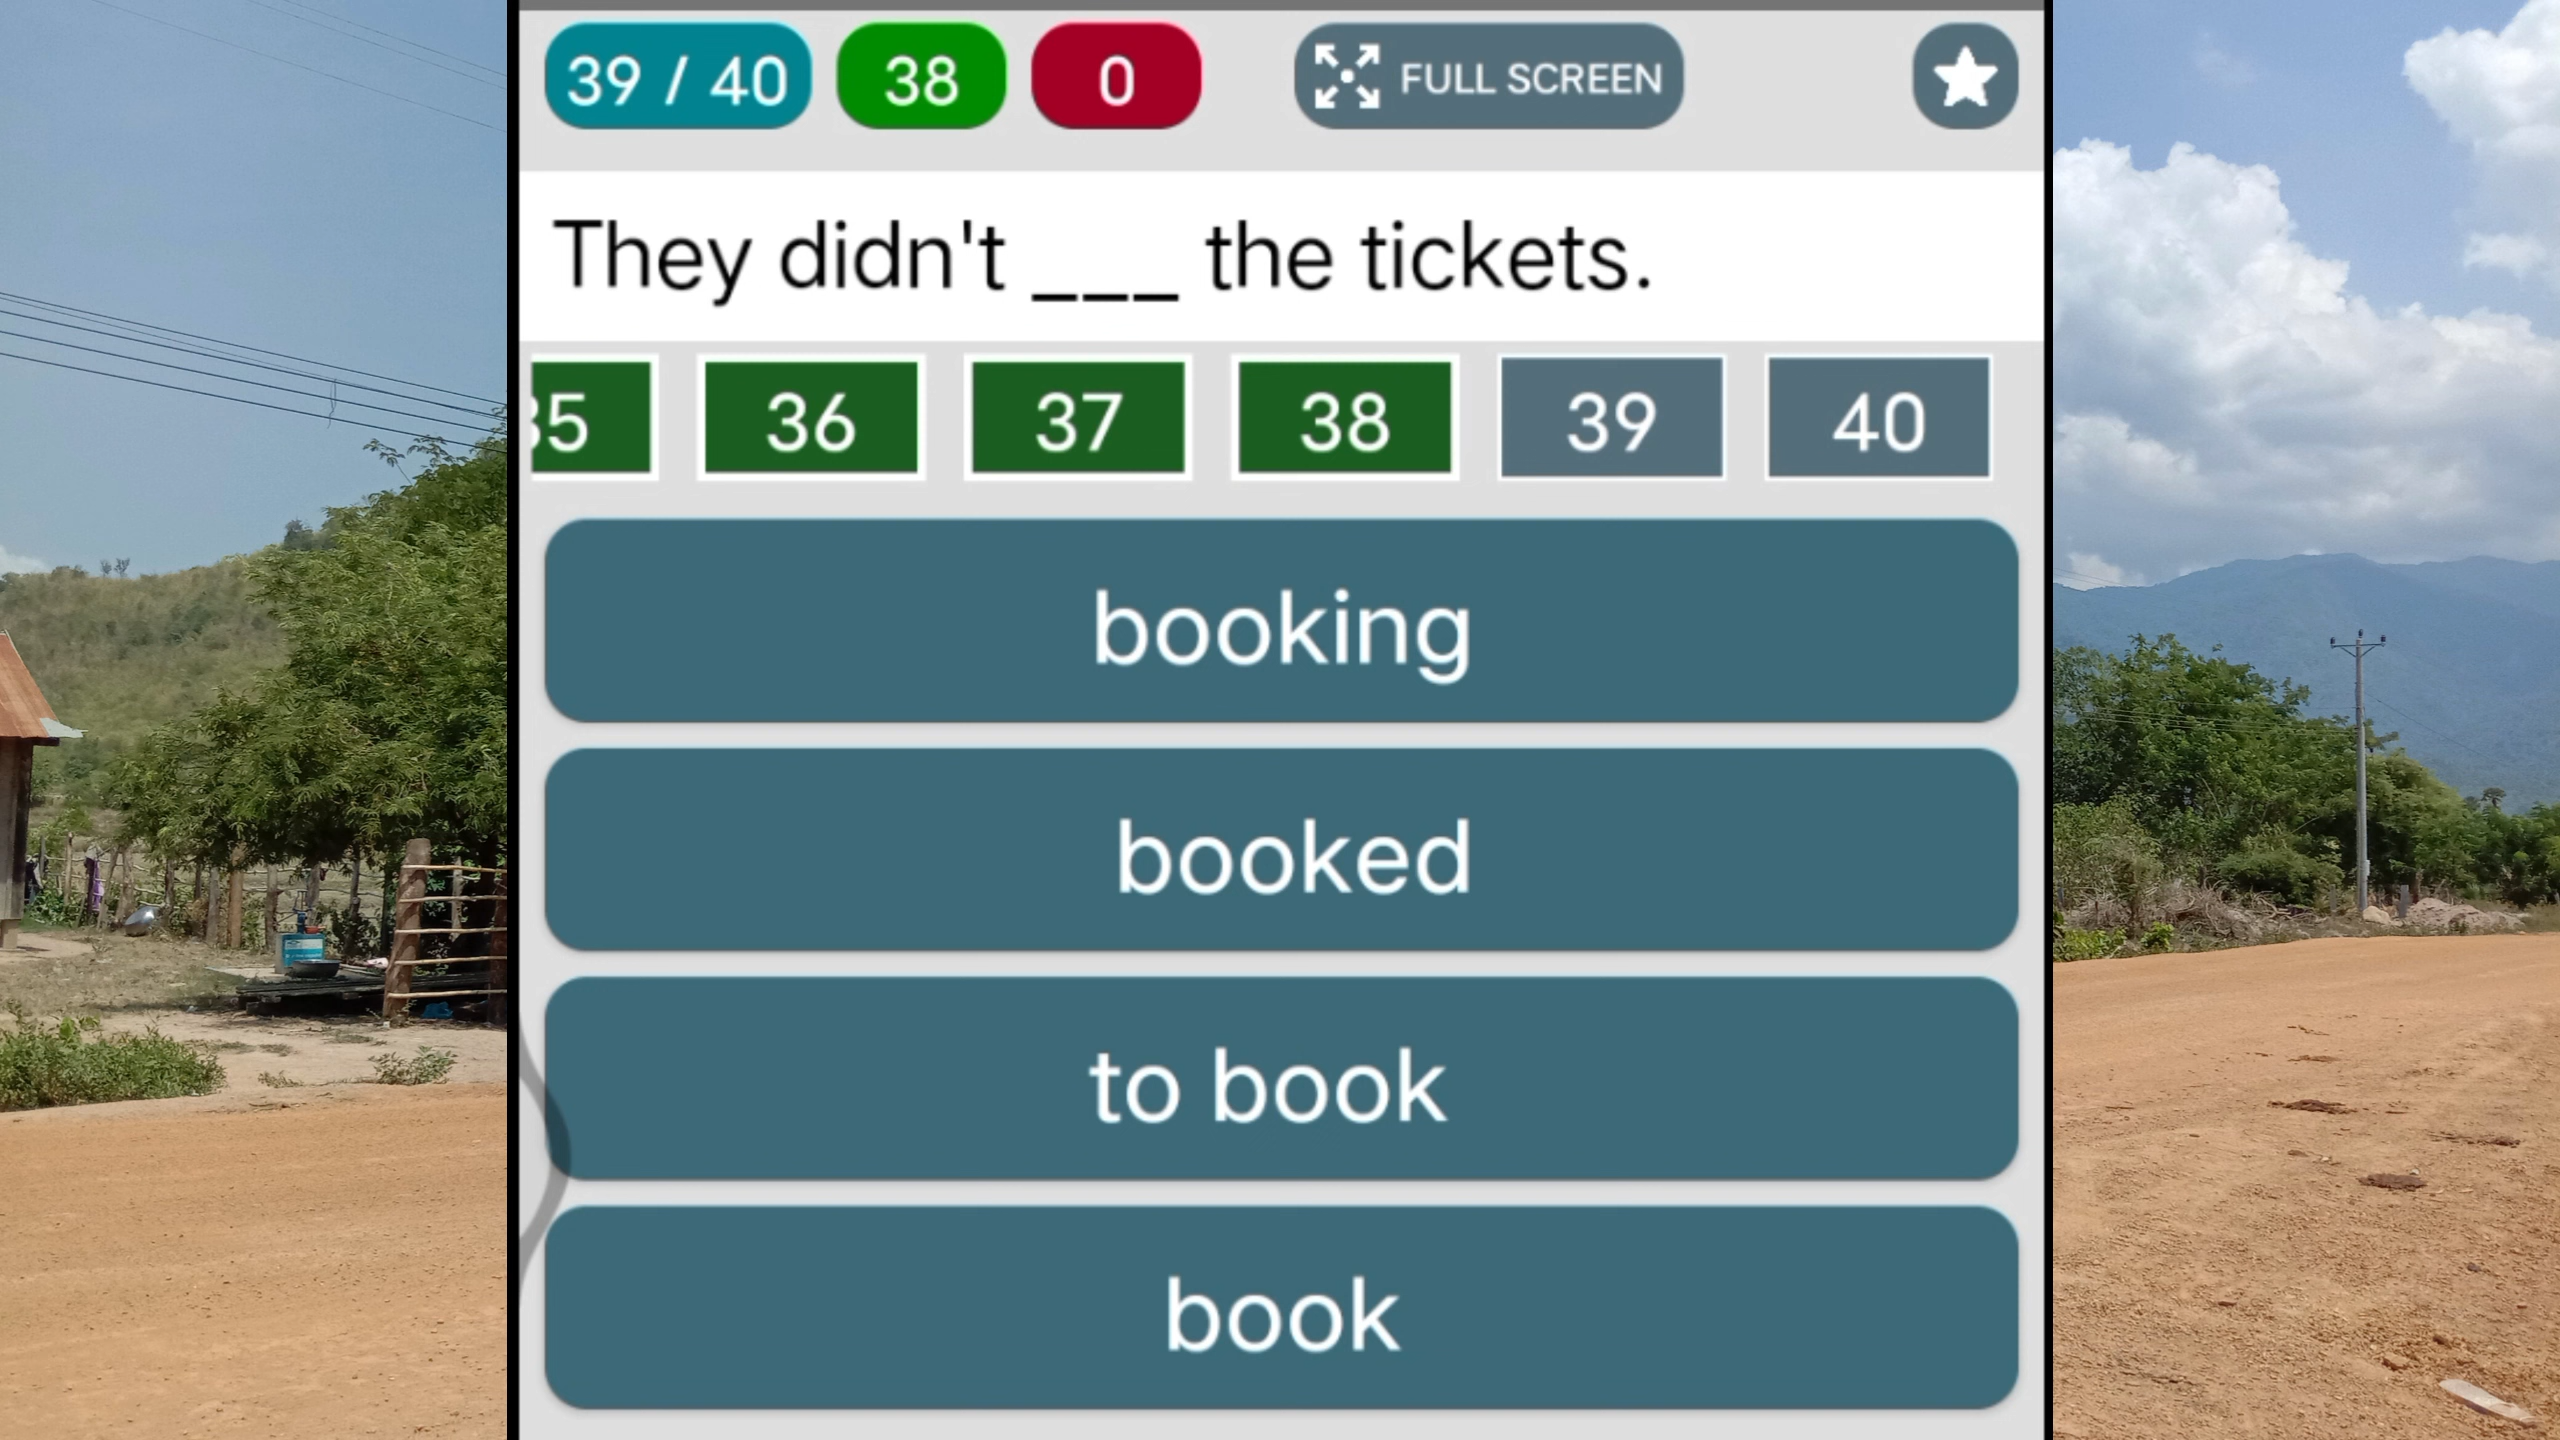 39 / 40 38 0 FULL SCREEN
They didn't ___ the tickets.
35 36 37 38 39 40
booking
booked
to book
book